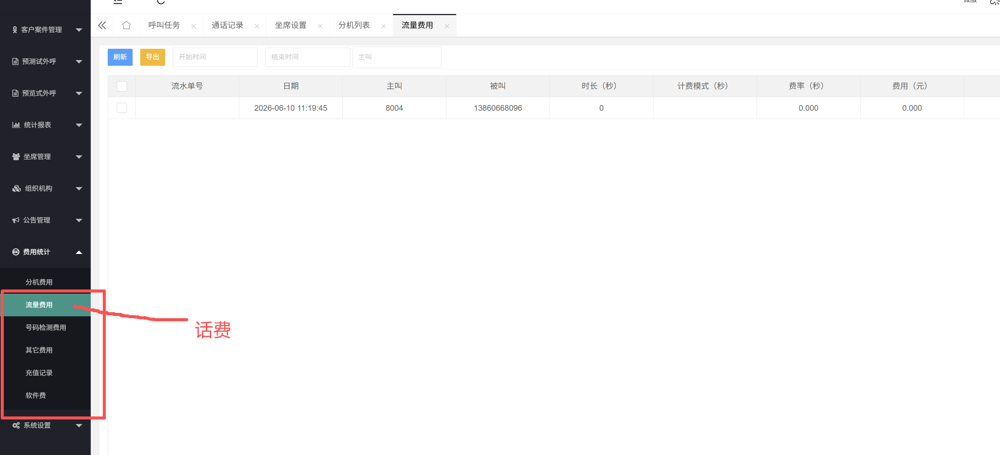 客户案件管理
预测试外呼
预览式外呼
统计报表
坐席管理
组织机构
公告管理
费用统计
分机费用
流量费用
号码检测费用
其它费用
充值记录
软件费
系统设置
呼叫任务 通话记录 坐席设置 分机列表 流量费用
刷新 导出 开始时间 结束时间 主叫
流水单号 日期 主叫 被叫 时长（秒） 计费模式（秒） 费率（秒） 费用（元）
2026-06-10 11:19:45 8004 13860668096 0 0.000 0.000
话费